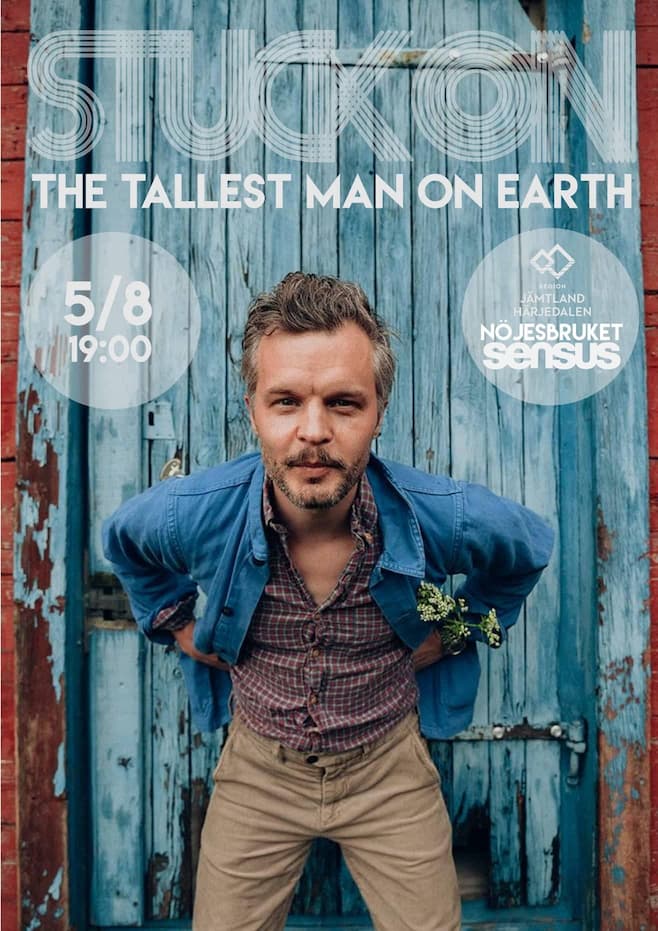 STUCK ON
THE TALLEST MAN ON EARTH
5/8
19:00
REGION
JÄMTLAND
HÄRJEDALEN
NÖJESBRUKET
sensus